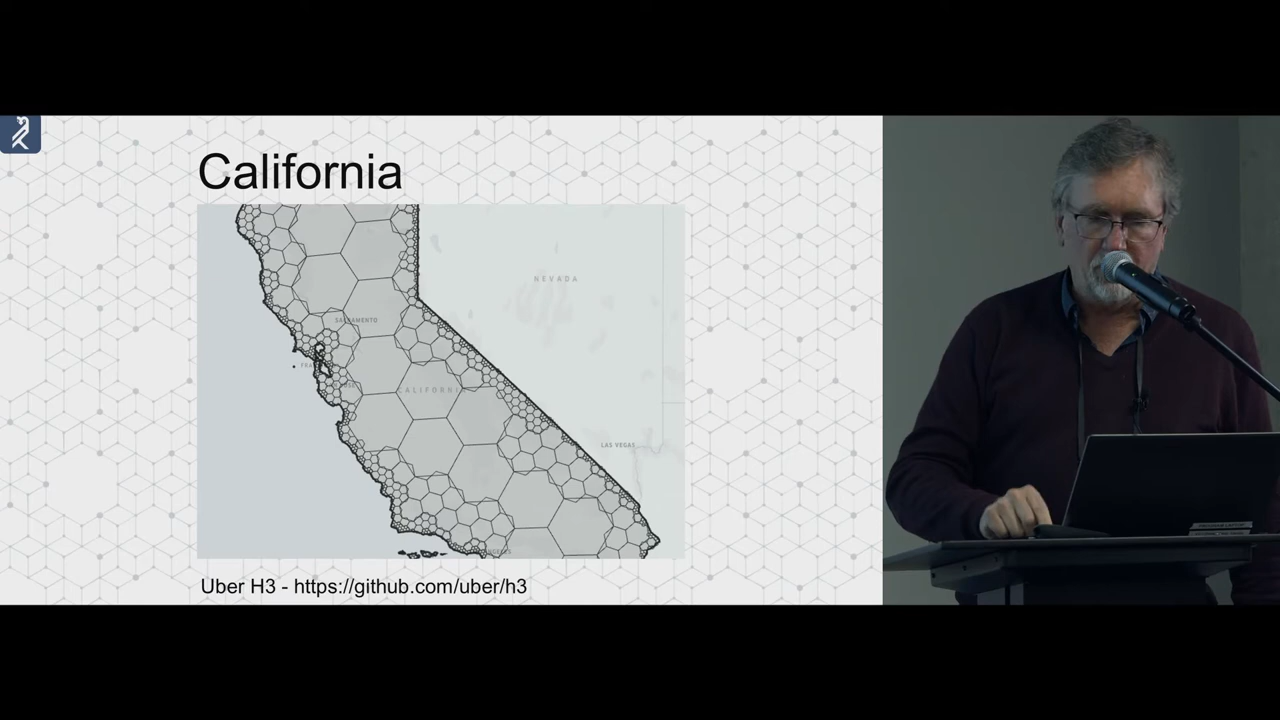 California
NEVADA
SACRAMENTO
CALIFORNIA
LAS VEGAS
Uber H3 - https://github.com/uber/h3